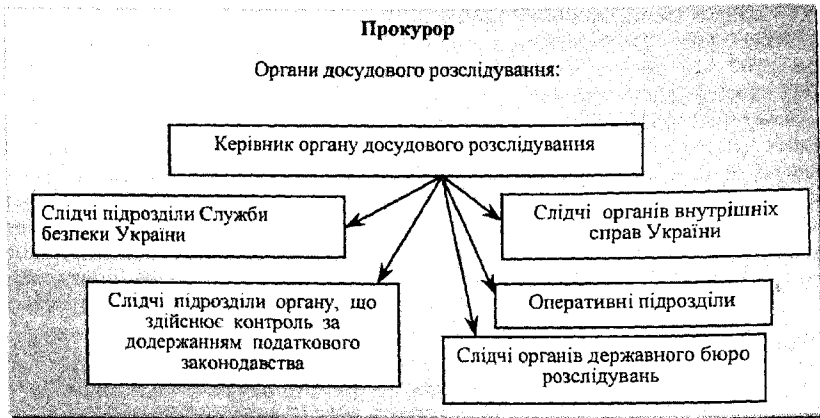 Прокурор
Органи досудового розслідування:
Керівник органу досудового розслідування
Слідчі підрозділи Служби
безпеки України
Слідчі органів внутрішніх
справ України
Слідчі підрозділи органу, що
здійснює контроль за
додержанням податкового
законодавства
Оперативні підрозділи
Слідчі органів державного бюро
розслідувань